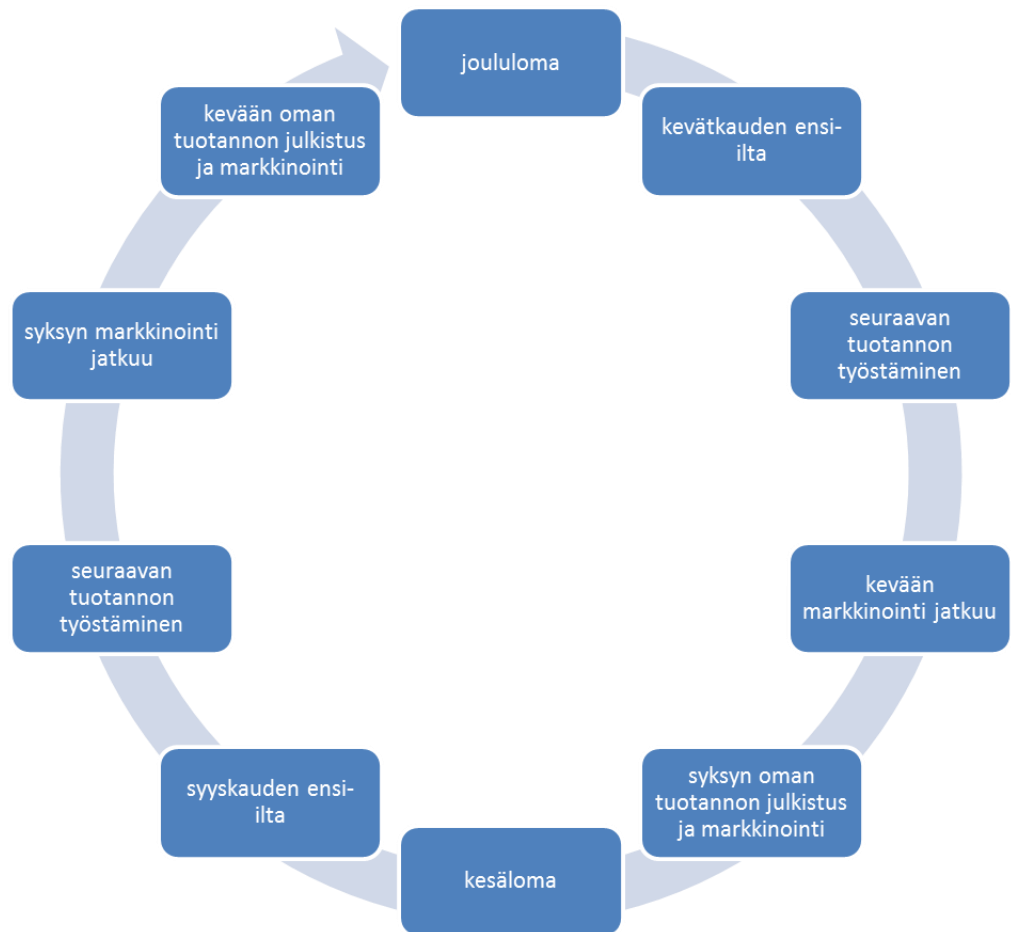 joululoma
kevätkauden ensi-
ilta
seuraavan
tuotannon
työstäminen
kevään
markkinointi jatkuu
syksyn oman
tuotannon julkistus
ja markkinointi
kesäloma
syyskauden ensi-
ilta
seuraavan
tuotannon
työstäminen
syksyn markkinointi
jatkuu
kevään oman
tuotannon julkistus
ja markkinointi